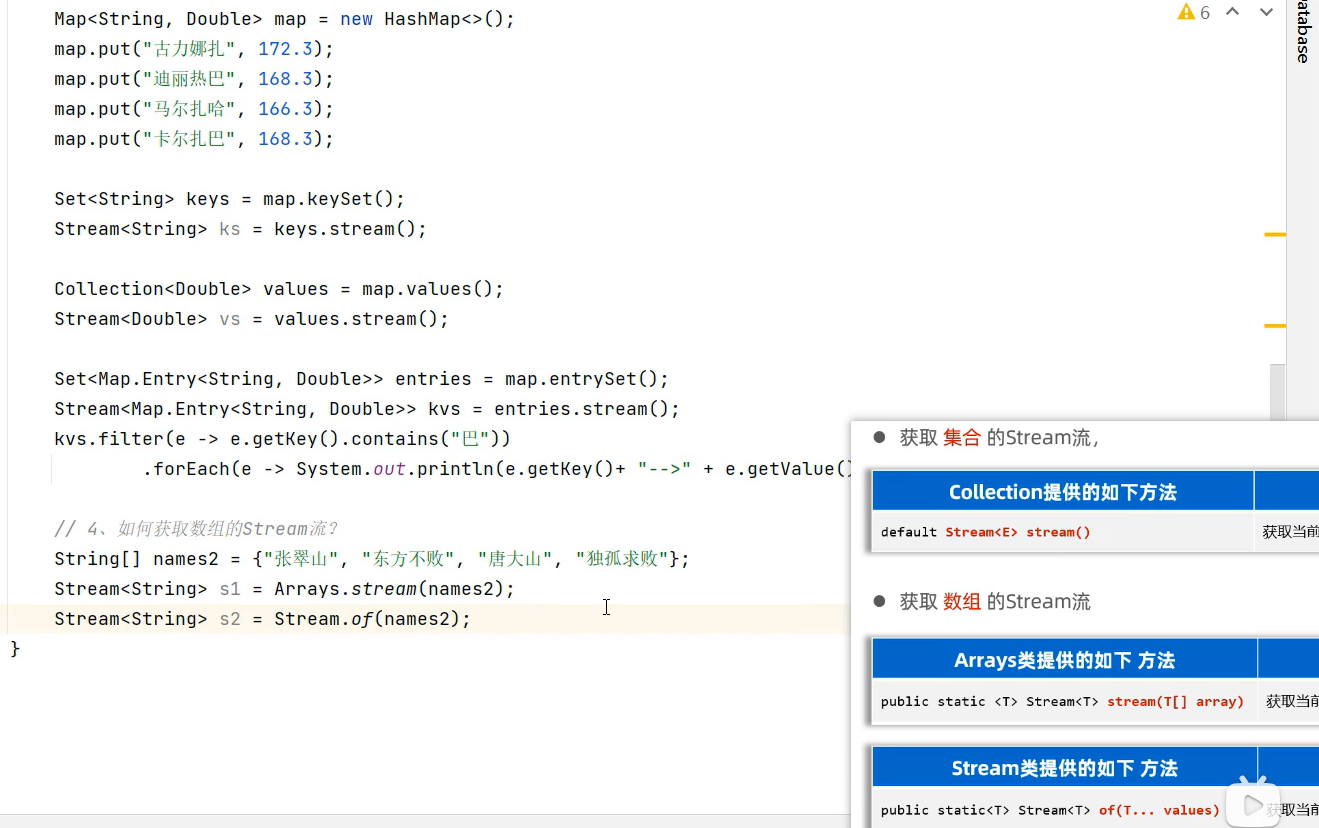 Map<String, Double> map = new HashMap<>();
map.put("古力娜扎", 172.3);
map.put("迪丽热巴", 168.3);
map.put("马尔扎哈", 166.3);
map.put("卡尔扎巴", 168.3);
Set<String> keys = map.keySet();
Stream<String> ks = keys.stream();
Collection<Double> values = map.values();
Stream<Double> vs = values.stream();
Set<Map.Entry<String, Double>> entries = map.entrySet();
Stream<Map.Entry<String, Double>> kvs = entries.stream();
kvs.filter(e -> e.getKey().contains("巴"))
.forEach(e -> System.out.println(e.getKey()+ "-->" + e.getValue()
// 4、如何获取数组的Stream流?
String[] names2 = {"张翠山", "东方不败", "唐大山", "独孤求败"};
Stream<String> s1 = Arrays.stream(names2);
Stream<String> s2 = Stream.of(names2);
}
6
atabase
● 获取 集合 的Stream流,
Collection提供的如下方法
default Stream<E> stream()
获取当前
● 获取 数组 的Stream流
Arrays类提供的如下 方法
public static <T> Stream<T> stream(T[] array)
获取当前
Stream类提供的如下 方法
public static<T> Stream<T> of(T... values)
获取当前